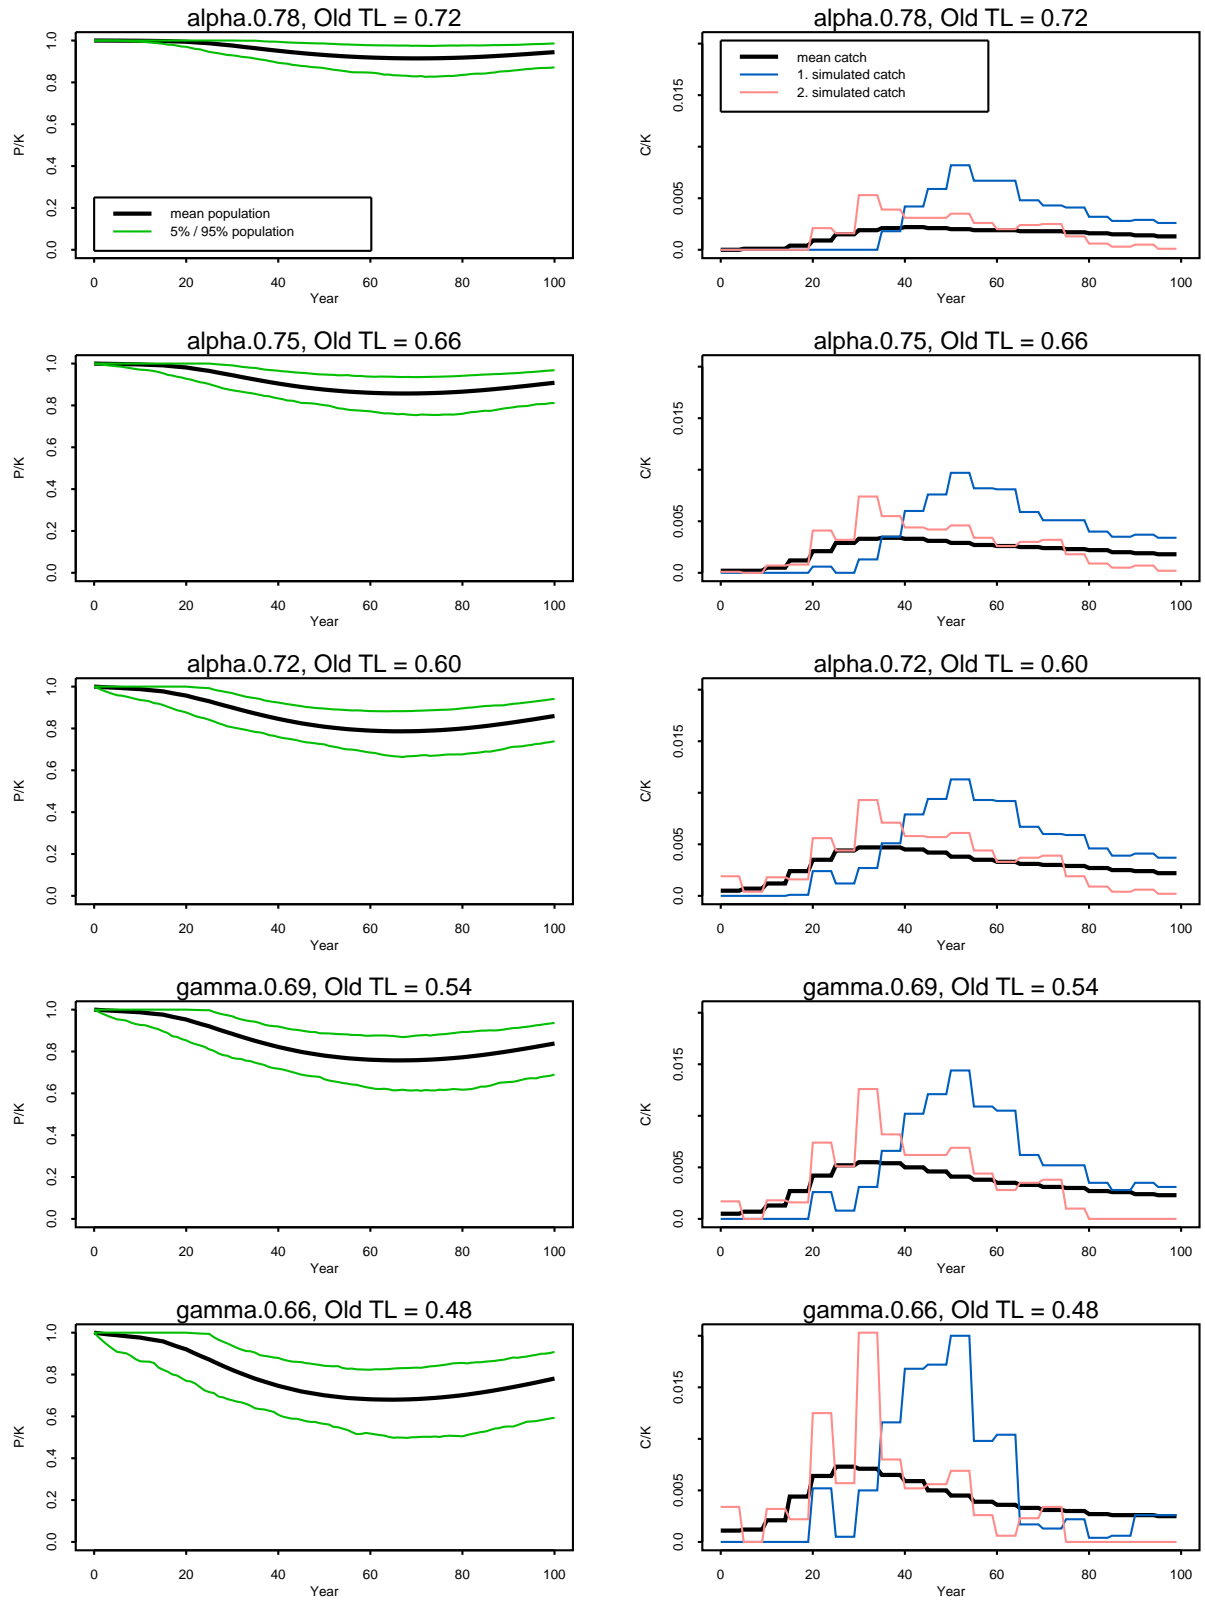 alpha.0.78, Old TL = 0.72
P/K
0.0 0.2 0.4 0.6 0.8 1.0
mean population
5% / 95% population
0 20 40 60 80 100
Year
alpha.0.78, Old TL = 0.72
C/K
0.0 0.005 0.015
mean catch
1. simulated catch
2. simulated catch
0 20 40 60 80 100
Year
alpha.0.75, Old TL = 0.66
P/K
0.0 0.2 0.4 0.6 0.8 1.0
0 20 40 60 80 100
Year
alpha.0.75, Old TL = 0.66
C/K
0.0 0.005 0.015
0 20 40 60 80 100
Year
alpha.0.72, Old TL = 0.60
P/K
0.0 0.2 0.4 0.6 0.8 1.0
0 20 40 60 80 100
Year
alpha.0.72, Old TL = 0.60
C/K
0.0 0.005 0.015
0 20 40 60 80 100
Year
gamma.0.69, Old TL = 0.54
P/K
0.0 0.2 0.4 0.6 0.8 1.0
0 20 40 60 80 100
Year
gamma.0.69, Old TL = 0.54
C/K
0.0 0.005 0.015
0 20 40 60 80 100
Year
gamma.0.66, Old TL = 0.48
P/K
0.0 0.2 0.4 0.6 0.8 1.0
0 20 40 60 80 100
Year
gamma.0.66, Old TL = 0.48
C/K
0.0 0.005 0.015
0 20 40 60 80 100
Year